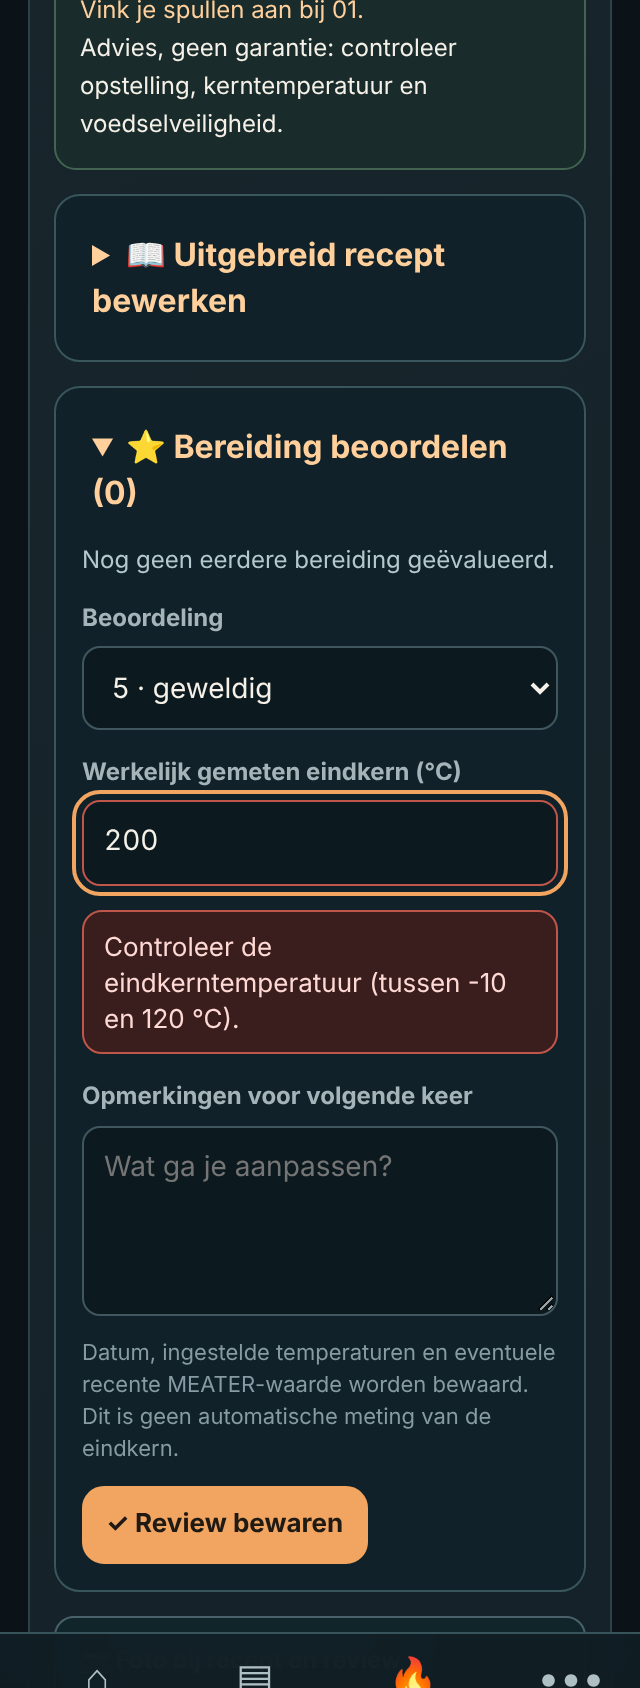 Vink je spullen aan bij 01.
Advies, geen garantie: controleer
opstelling, kerntemperatuur en
voedselveiligheid.
▶ 📖 Uitgebreid recept
bewerken
▼ ⭐ Bereiding beoordelen
(0)
Nog geen eerdere bereiding geëvalueerd.
Beoordeling
5 · geweldig
Werkelijk gemeten eindkern (°C)
200
Controleer de
eindkerntemperatuur (tussen -10
en 120 °C).
Opmerkingen voor volgende keer
Wat ga je aanpassen?
Datum, ingestelde temperaturen en eventuele
recente MEATER-waarde worden bewaard.
Dit is geen automatische meting van de
eindkern.
✓ Review bewaren